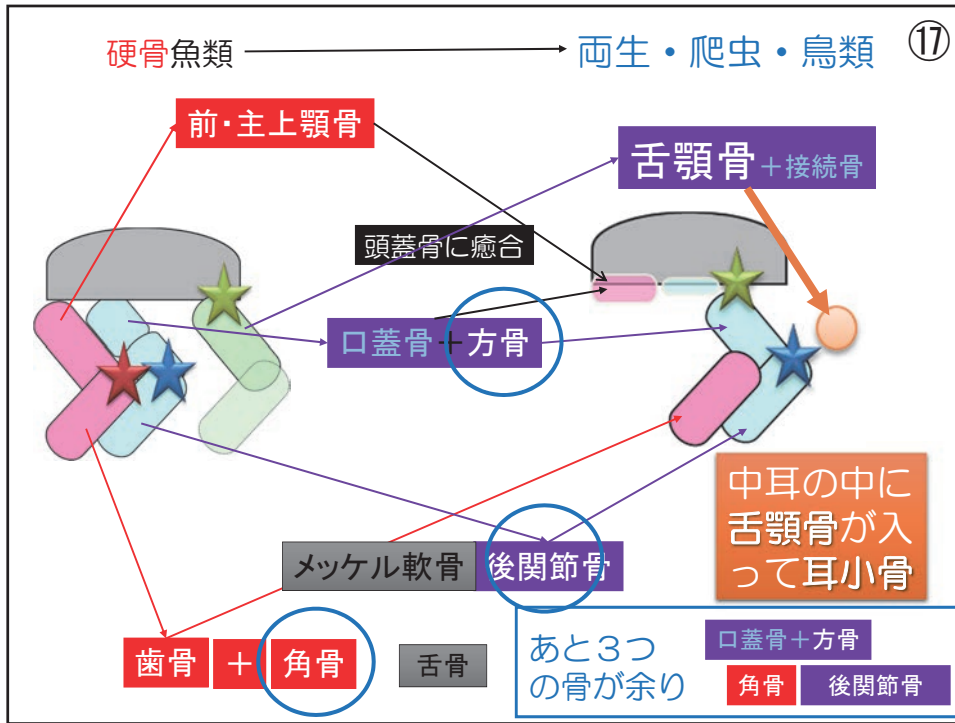 硬骨魚類
両生・爬虫・鳥類
⑰
前・主上顎骨
舌顎骨+接続骨
頭蓋骨に癒合
口蓋骨+方骨
メッケル軟骨 後関節骨
中耳の中に
舌顎骨が入
って耳小骨
歯骨 + 角骨
舌骨
あと3つ
の骨が余り
口蓋骨+方骨
角骨 後関節骨